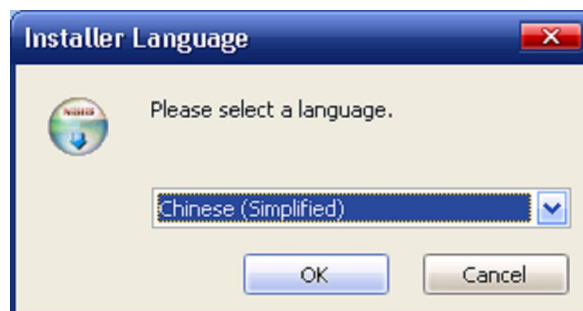 Installer Language
Please select a language.
Chinese (Simplified)
OK
Cancel